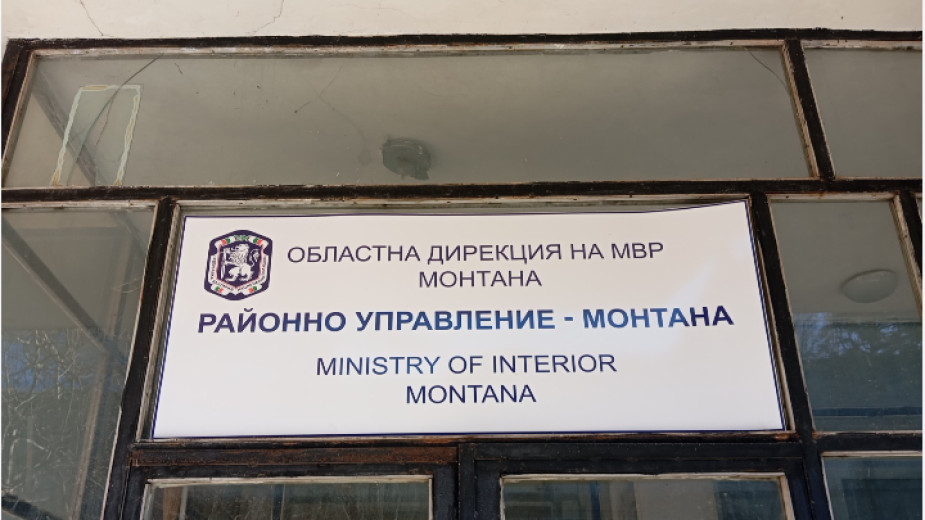 ОБЛАСТНА ДИРЕКЦИЯ НА МВР
МОНТАНА
РАЙОННО УПРАВЛЕНИЕ - МОНТАНА
MINISTRY OF INTERIOR
MONTANA